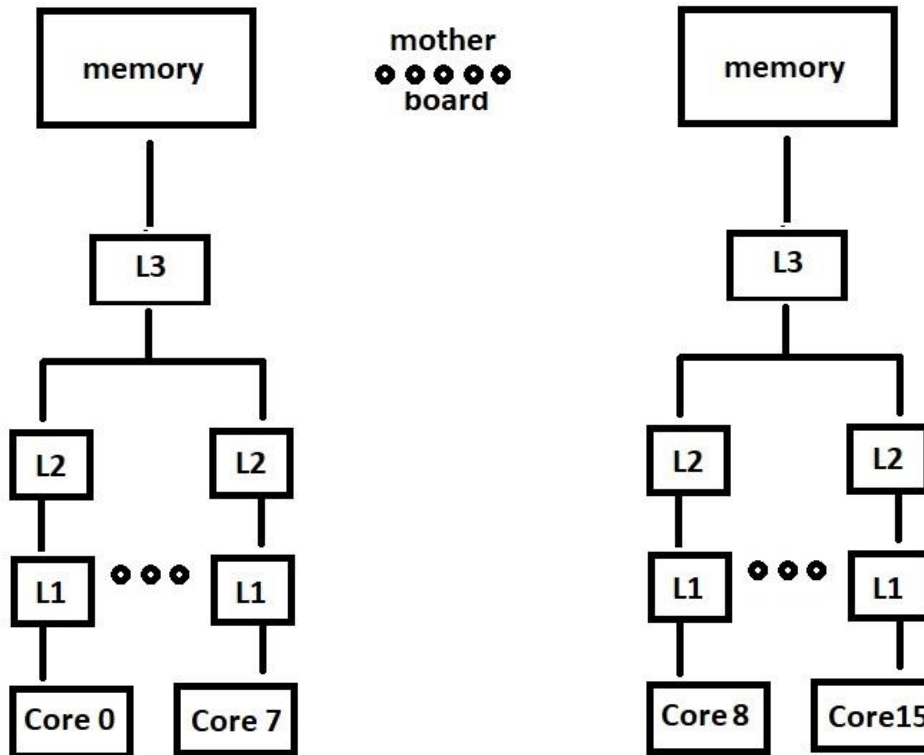 memory
mother
board
memory
L3
L3
L2
L2
L2
L2
L1
L1
L1
L1
Core 0
Core 7
Core 8
Core15